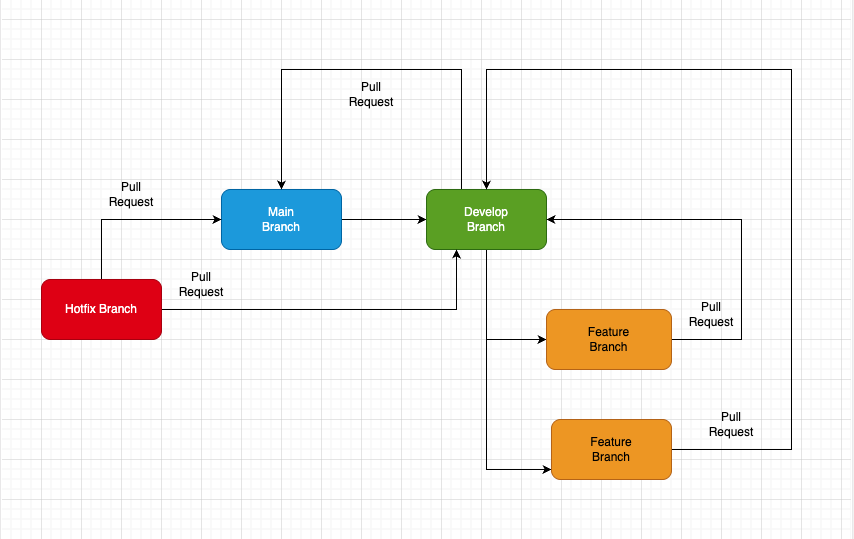 Pull
Request
Pull
Request
Main
Branch
Develop
Branch
Pull
Request
Hotfix Branch
Pull
Request
Feature
Branch
Pull
Request
Feature
Branch